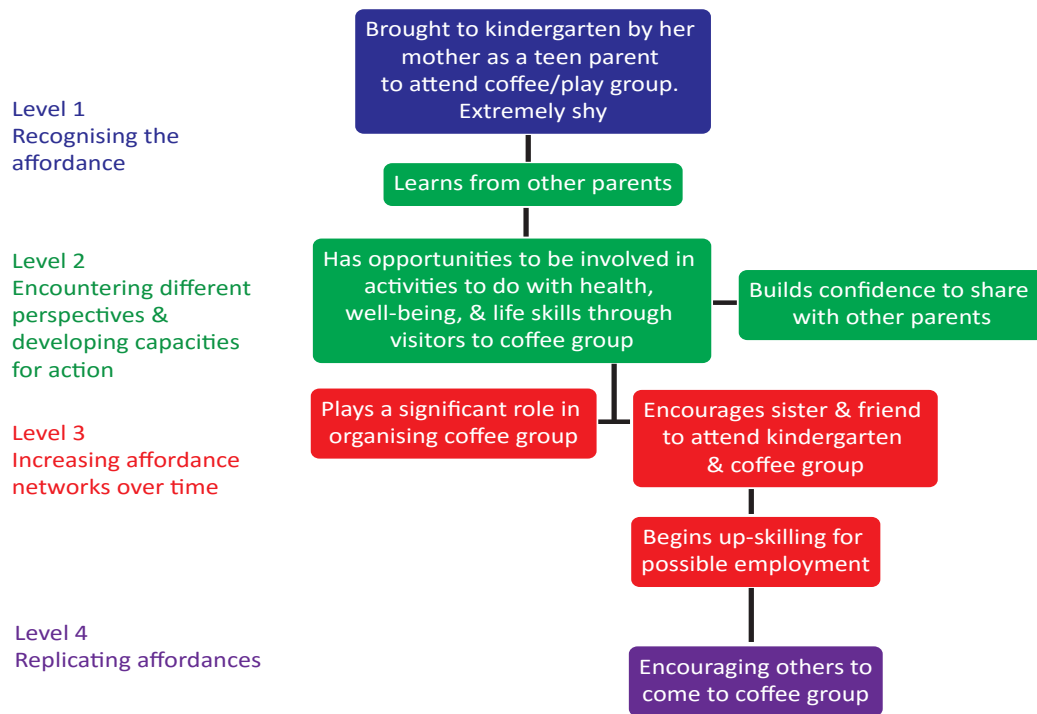 Brought to kindergarten by her
mother as a teen parent
to attend coffee/play group.
Extremely shy
Level 1
Recognising the
affordance
Learns from other parents
Level 2
Encountering different
perspectives &
developing capacities
for action
Has opportunities to be involved in
activities to do with health,
well-being, & life skills through
visitors to coffee group
Builds confidence to share
with other parents
Level 3
Increasing affordance
networks over time
Plays a significant role in
organising coffee group
Encourages sister & friend
to attend kindergarten
& coffee group
Begins up-skilling for
possible employment
Level 4
Replicating affordances
Encouraging others to
come to coffee group